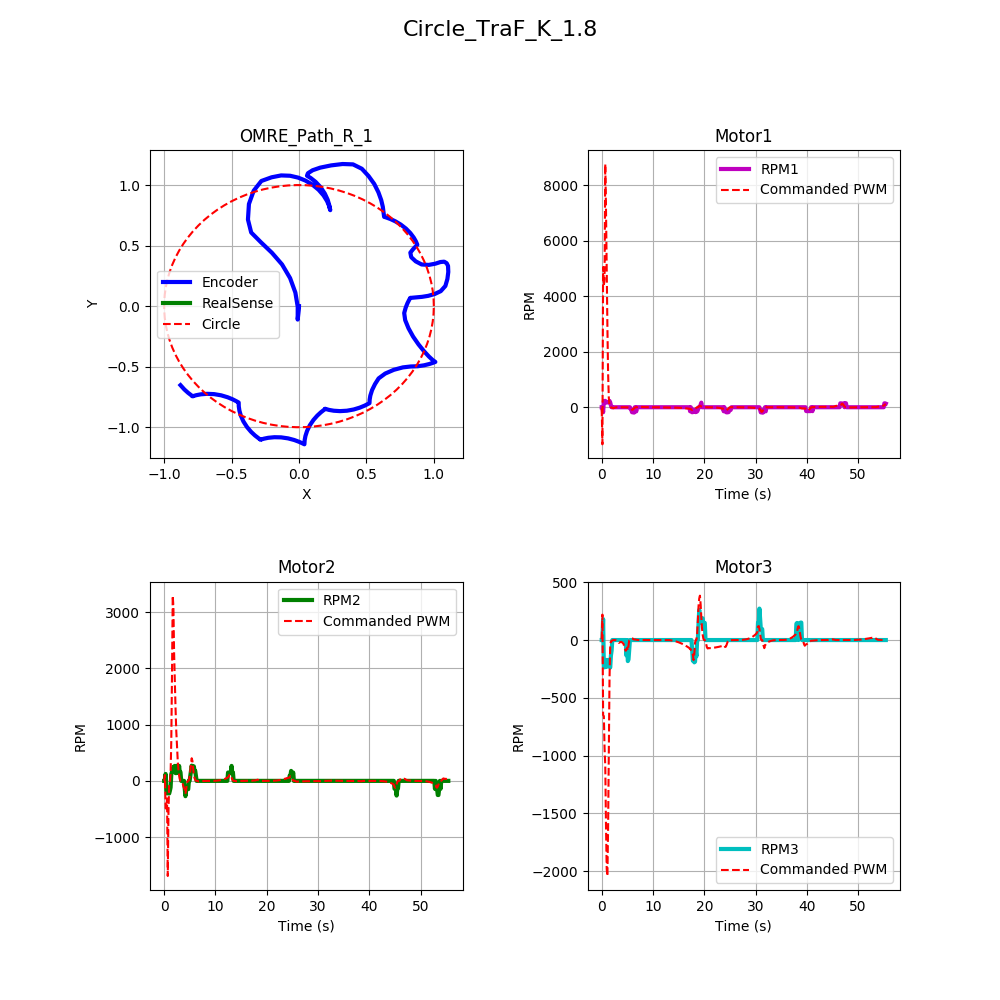 Circle_TraF_K_1.8
OMRE_Path_R_1
Y
1.0
0.5
0.0
−0.5
−1.0
Encoder
RealSense
Circle
−1.0 −0.5 0.0 0.5 1.0
X
Motor1
RPM
8000
6000
4000
2000
0
RPM1
Commanded PWM
0 10 20 30 40 50
Time (s)
Motor2
RPM
3000
2000
1000
0
−1000
RPM2
Commanded PWM
0 10 20 30 40 50
Time (s)
Motor3
RPM
500
0
−500
−1000
−1500
−2000
RPM3
Commanded PWM
0 10 20 30 40 50
Time (s)